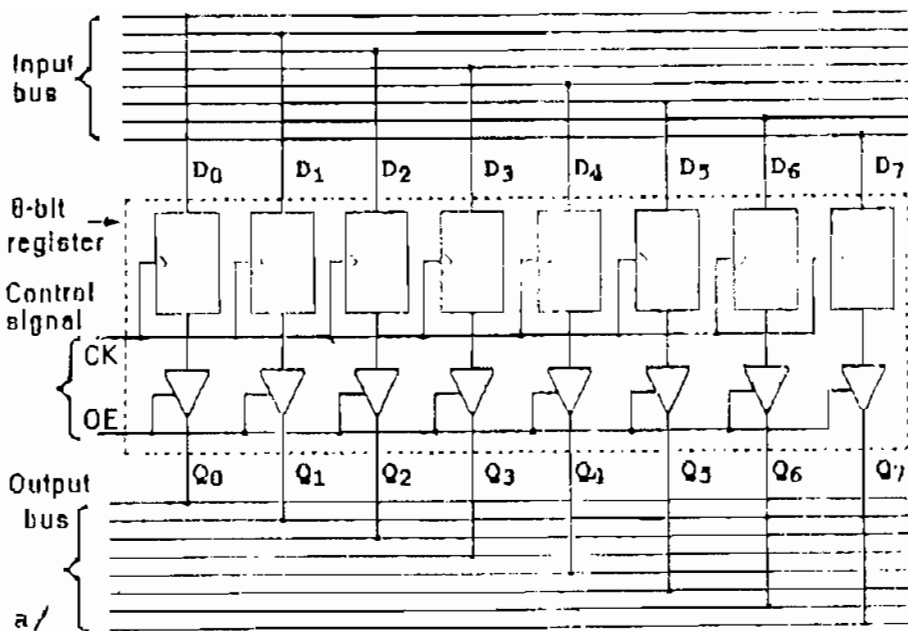 Input
bus
D0 D1 D2 D3 D4 D5 D6 D7
8-bit
register
Control
signal
CK
OE
Q0 Q1 Q2 Q3 Q4 Q5 Q6 Q7
Output
bus
a/